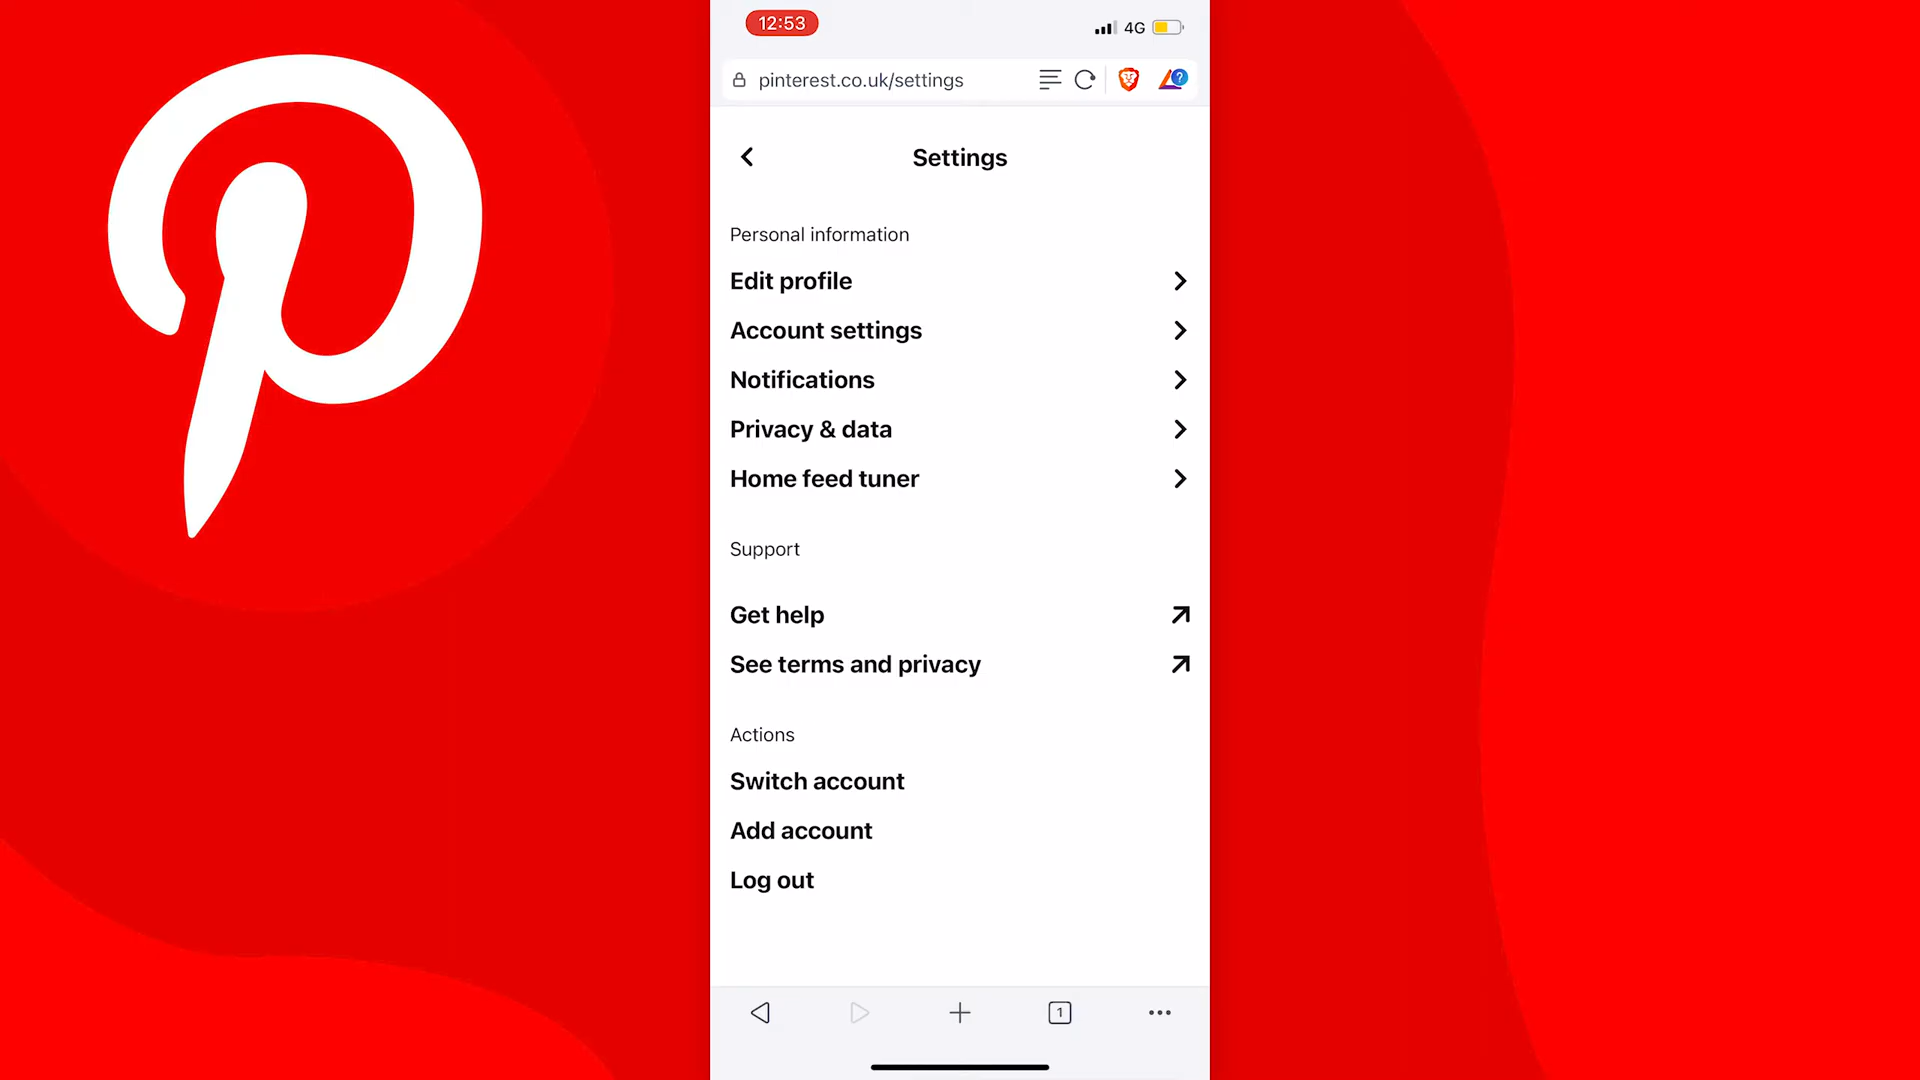 12:53
4G
pinterest.co.uk/settings
?
Settings
Personal information
Edit profile
Account settings
Notifications
Privacy & data
Home feed tuner
Support
Get help
See terms and privacy
Actions
Switch account
Add account
Log out
1